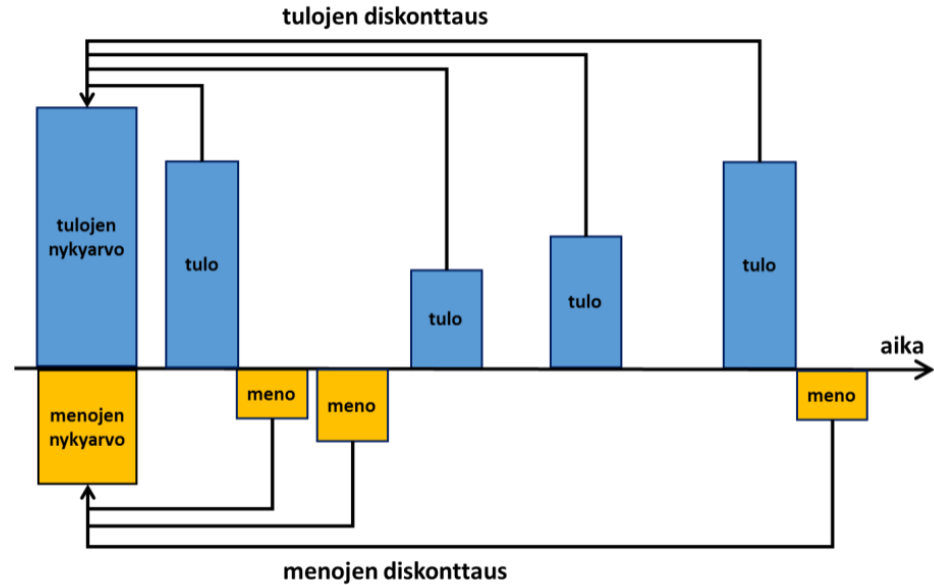 tulojen diskonttaus
tulojen
nykyarvo
tulo
tulo
tulo
tulo
aika
menojen
nykyarvo
meno
meno
meno
menojen diskonttaus